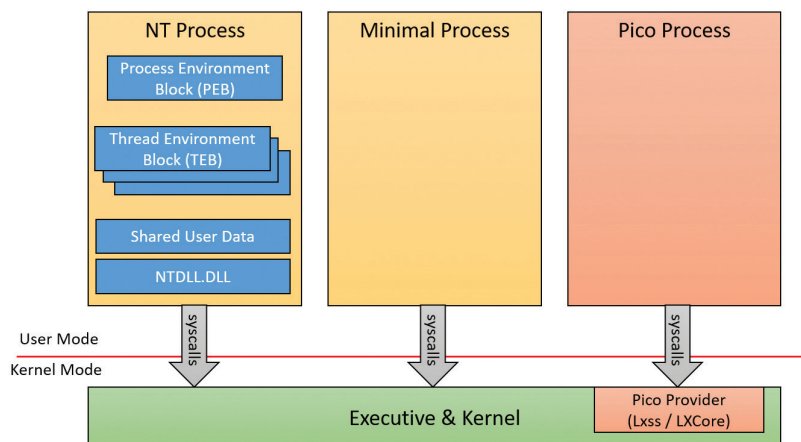 NT Process
Process Environment
Block (PEB)
Thread Environment
Block (TEB)
Shared User Data
NTDLL.DLL
Minimal Process
Pico Process
syscalls
syscalls
syscalls
User Mode
Kernel Mode
Executive & Kernel
Pico Provider
(Lxss / LXCore)